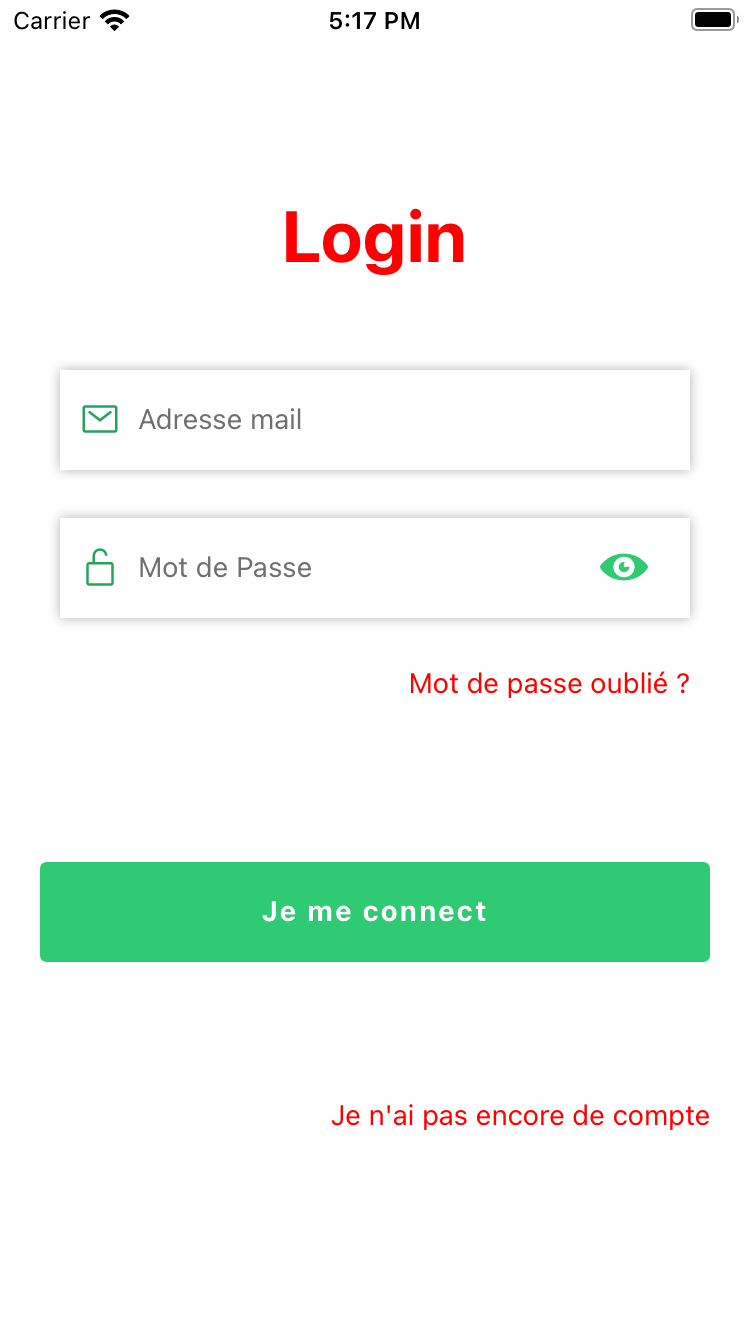 Carrier 5:17 PM
Login
Adresse mail
Mot de Passe
Mot de passe oublié ?
Je me connect
Je n'ai pas encore de compte